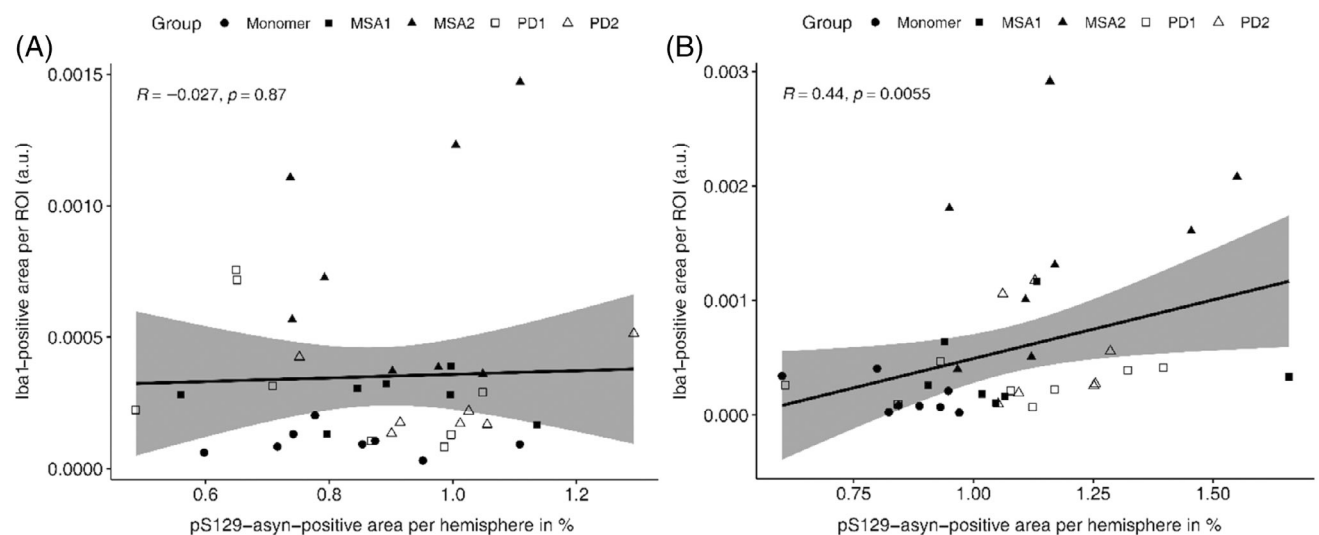 Group Monomer MSA1 MSA2 PD1 PD2
(A)
R = −0.027, p = 0.87
0.0015
0.0010
0.0005
0.0000
Iba1−positive area per ROI (a.u.)
0.6 0.8 1.0 1.2
pS129−asyn−positive area per hemisphere in %
Group Monomer MSA1 MSA2 PD1 PD2
(B)
R = 0.44, p = 0.0055
0.003
0.002
0.001
0.000
Iba1−positive area per ROI (a.u.)
0.75 1.00 1.25 1.50
pS129−asyn−positive area per hemisphere in %